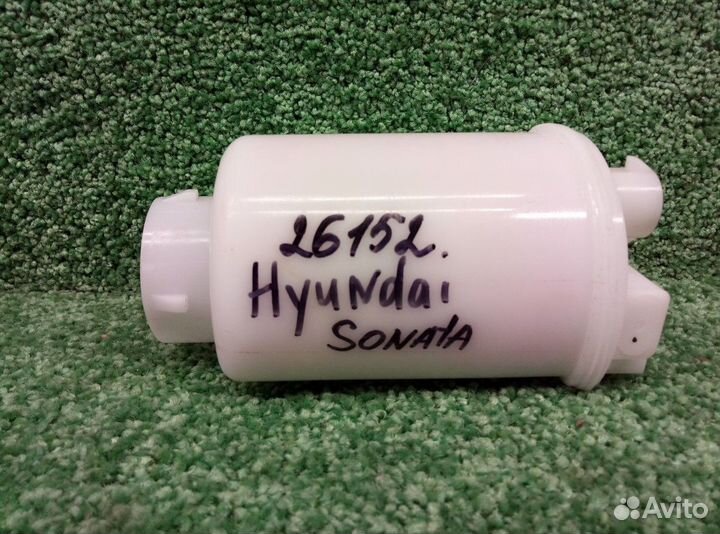 26152.
Hyundai
SONATA
Avito